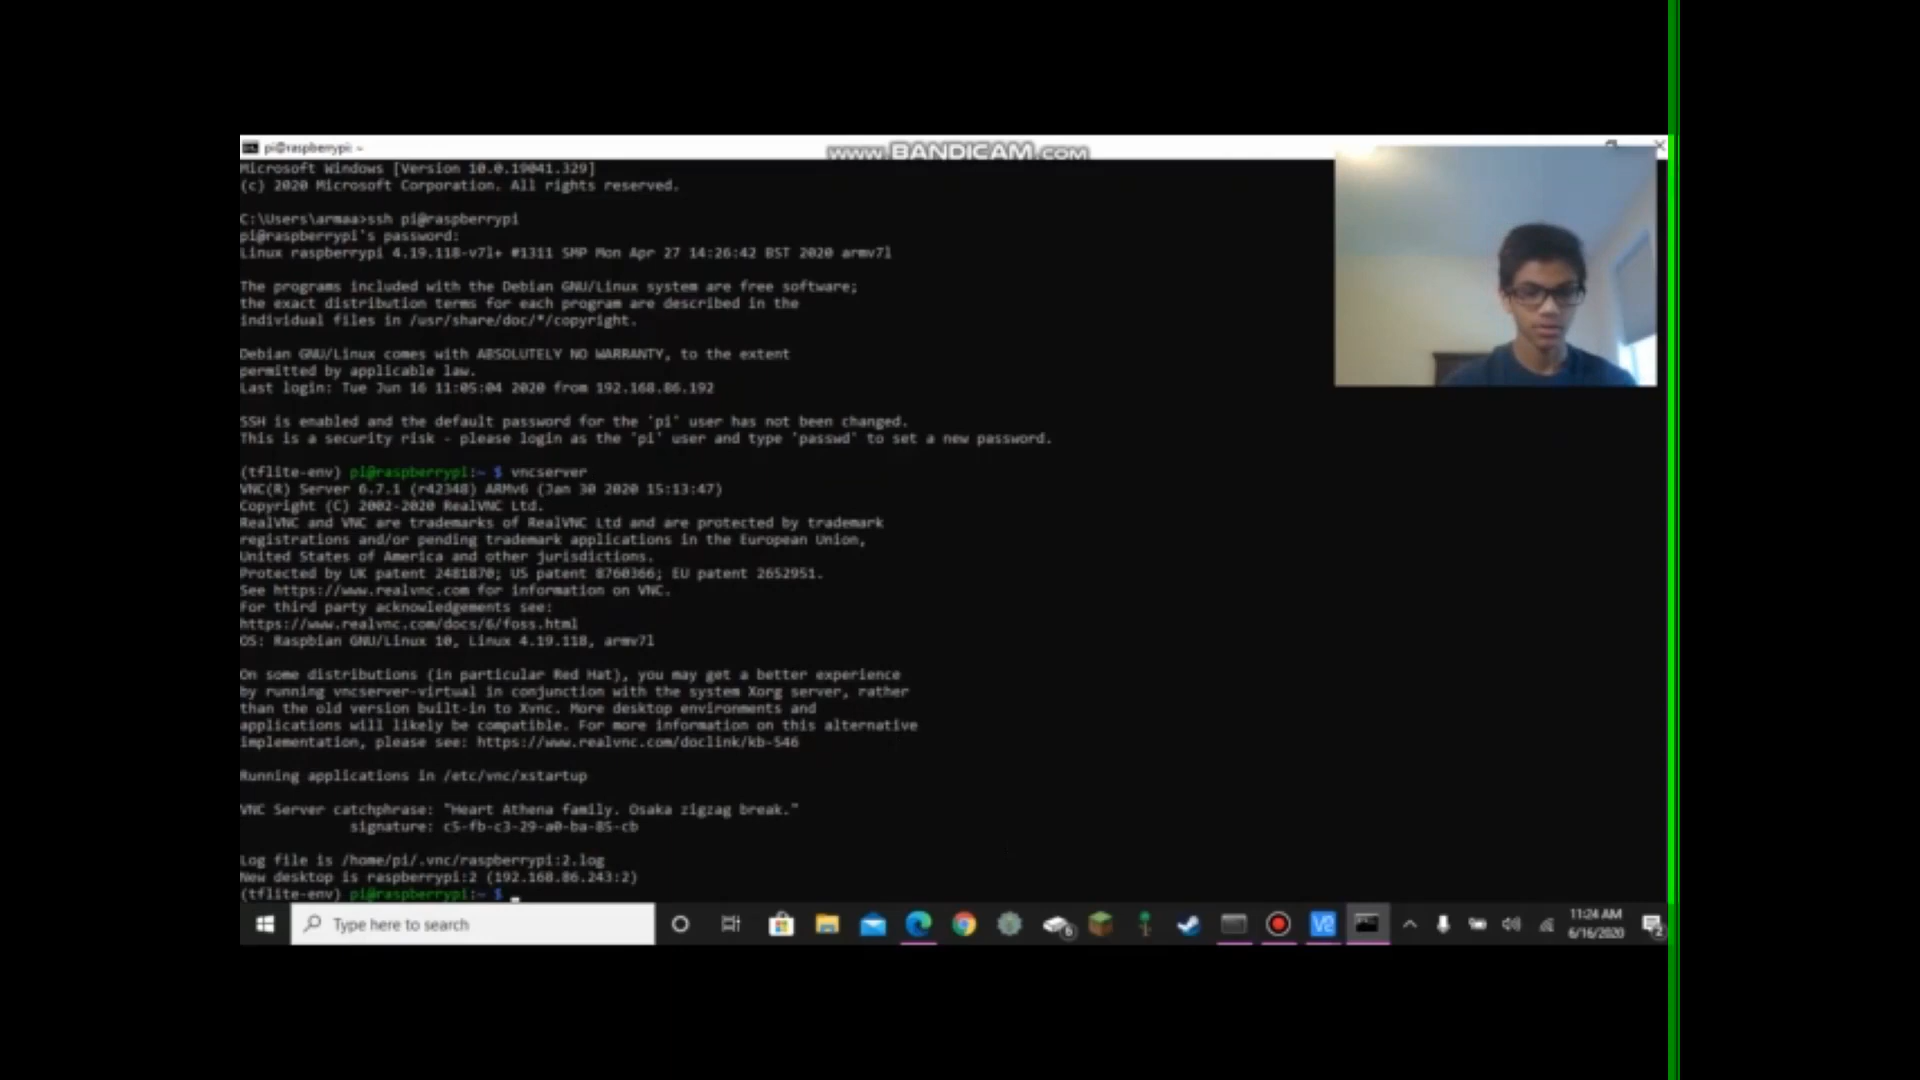 pi@raspberrypi: ~
www.BANDICAM.com
Microsoft Windows [Version 10.0.19041.329]
(c) 2020 Microsoft Corporation. All rights reserved.
C:\Users\armaa>ssh pi@raspberrypi
pi@raspberrypi's password:
Linux raspberrypi 4.19.118-v7l+ #1311 SMP Mon Apr 27 14:26:42 BST 2020 armv7l
The programs included with the Debian GNU/Linux system are free software;
the exact distribution terms for each program are described in the
individual files in /usr/share/doc/*/copyright.
Debian GNU/Linux comes with ABSOLUTELY NO WARRANTY, to the extent
permitted by applicable law.
Last login: Tue Jun 16 11:05:04 2020 from 192.168.86.192
SSH is enabled and the default password for the 'pi' user has not been changed.
This is a security risk - please login as the 'pi' user and type 'passwd' to set a new password.
(tflite-env) pi@raspberrypi:~ $ vncserver
VNC(R) Server 6.7.1 (r42348) ARMv6 (Jan 30 2020 15:13:47)
Copyright (C) 2002-2020 RealVNC Ltd.
RealVNC and VNC are trademarks of RealVNC Ltd and are protected by trademark
registrations and/or pending trademark applications in the European Union,
United States of America and other jurisdictions.
Protected by UK patent 2481870; US patent 8760366; EU patent 2652951.
See https://www.realvnc.com for information on VNC.
For third party acknowledgements see:
https://www.realvnc.com/docs/6/foss.html
OS: Raspbian GNU/Linux 10, Linux 4.19.118, armv7l
On some distributions (in particular Red Hat), you may get a better experience
by running vncserver-virtual in conjunction with the system Xorg server, rather
than the old version built-in to Xvnc. More desktop environments and
applications will likely be compatible. For more information on this alternative
implementation, please see: https://www.realvnc.com/doclink/kb-546
Running applications in /etc/vnc/xstartup
VNC Server catchphrase: "Heart Athena family. Osaka zigzag break."
signature: c5-fb-c3-29-a0-ba-85-cb
Log file is /home/pi/.vnc/raspberrypi:2.log
New desktop is raspberrypi:2 (192.168.86.243:2)
(tflite-env) pi@raspberrypi:~ $
Type here to search
6
V2
11:24 AM
6/16/2020
2